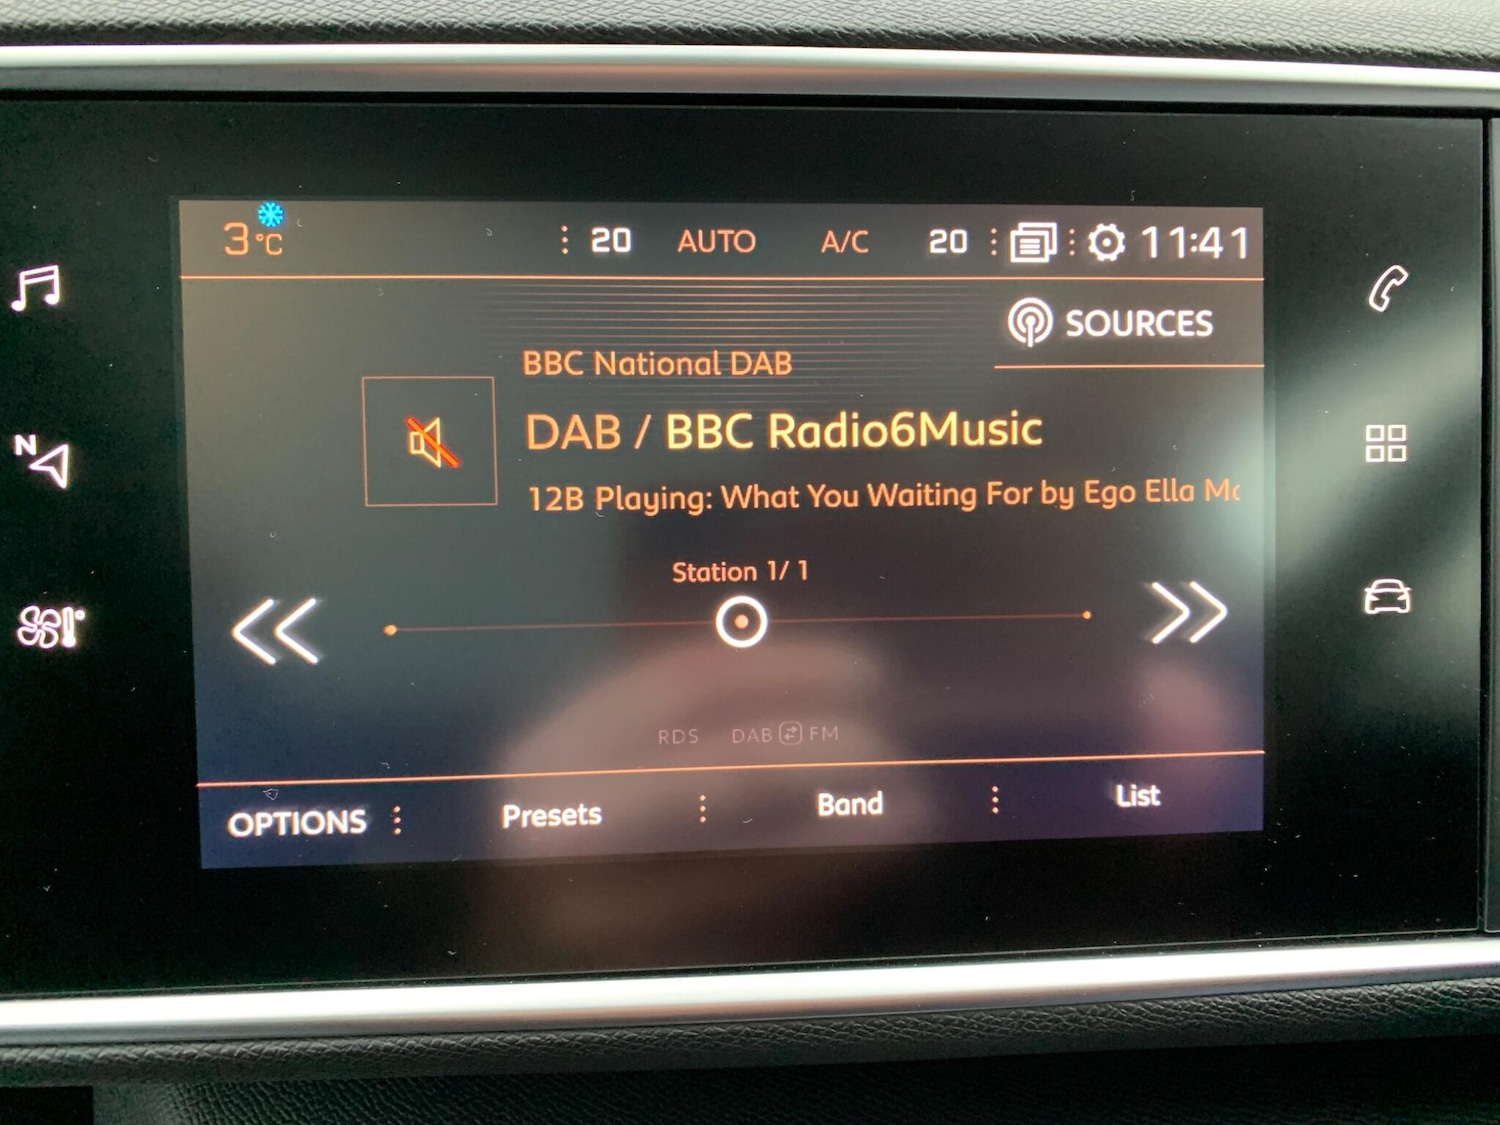 3 °C 20 AUTO A/C 20 11:41
SOURCES
BBC National DAB
DAB / BBC Radio6Music
12B Playing: What You Waiting For by Ego Ella
Station 1/ 1
RDS DAB FM
OPTIONS Presets Band List
N